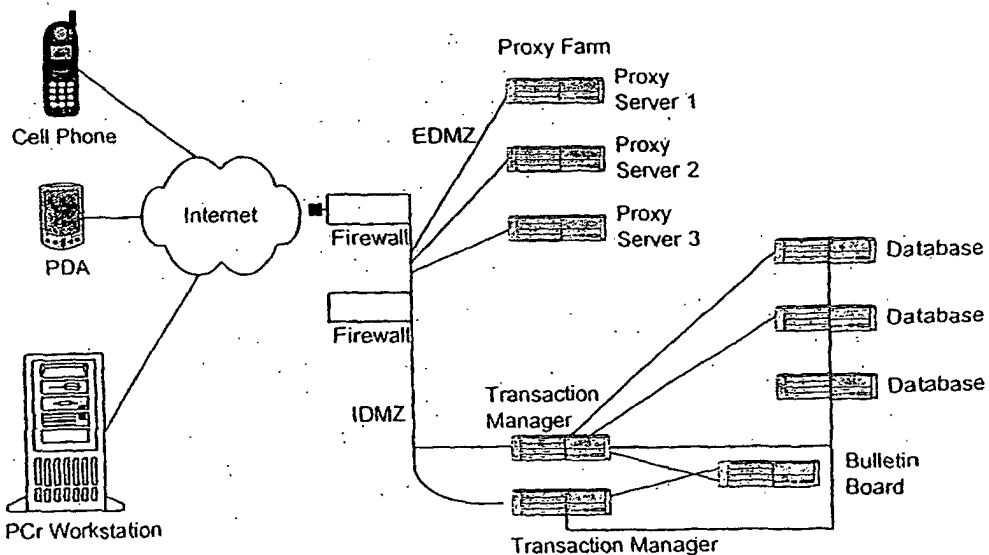 Cell Phone
PDA
PCr Workstation
Internet
Firewall
Firewall
EDMZ
IDMZ
Proxy Farm
Proxy
Server 1
Proxy
Server 2
Proxy
Server 3
Database
Database
Database
Transaction
Manager
Bulletin
Board
Transaction Manager